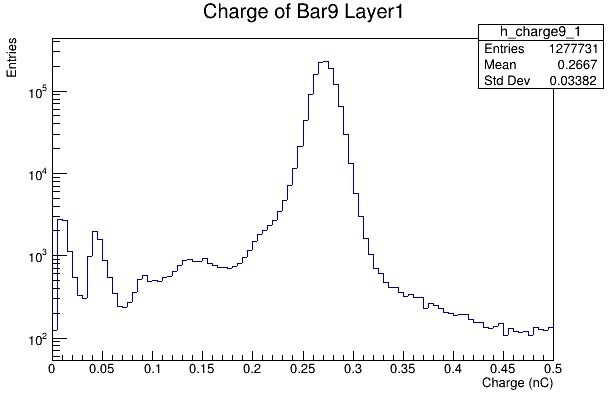 Charge of Bar9 Layer1
h_charge9_1
Entries 1277731
Mean 0.2667
Std Dev 0.03382
Entries
10^5
10^4
10^3
10^2
0 0.05 0.1 0.15 0.2 0.25 0.3 0.35 0.4 0.45 0.5
Charge (nC)